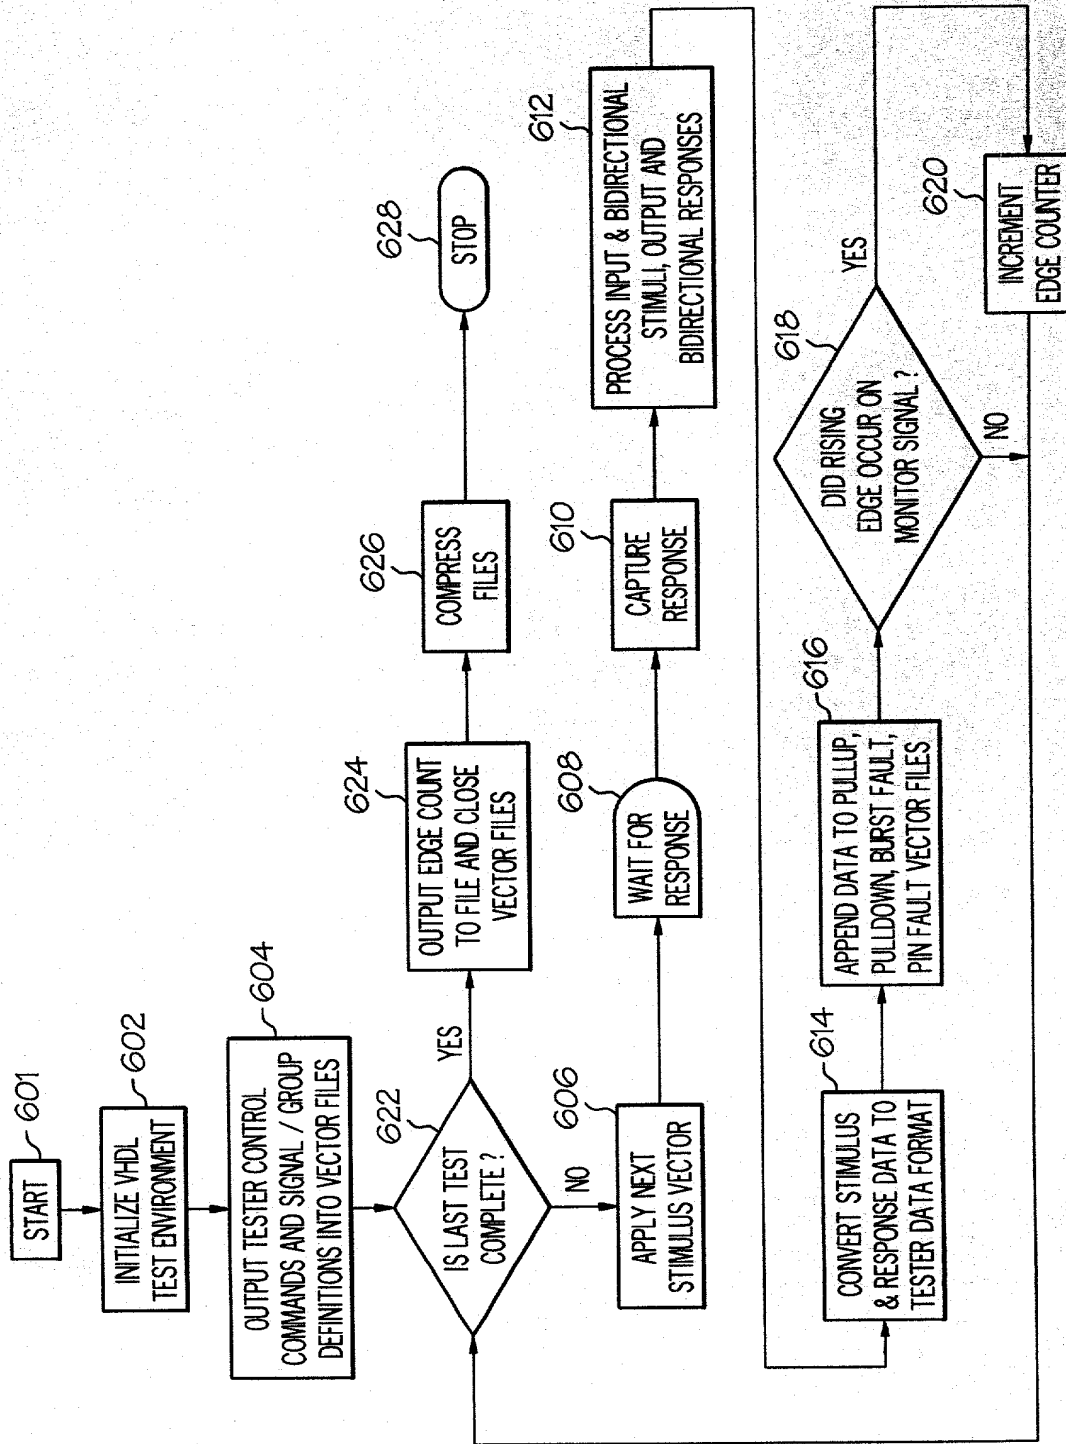 START
601
INITIALIZE VHDL
TEST ENVIRONMENT
602
OUTPUT TESTER CONTROL
COMMANDS AND SIGNAL / GROUP
DEFINITIONS INTO VECTOR FILES
604
IS LAST TEST
COMPLETE ?
622
YES
NO
OUTPUT EDGE COUNT
TO FILE AND CLOSE
VECTOR FILES
624
COMPRESS
FILES
626
STOP
628
APPLY NEXT
STIMULUS VECTOR
606
WAIT FOR
RESPONSE
608
CAPTURE
RESPONSE
610
PROCESS INPUT & BIDIRECTIONAL
STIMULI, OUTPUT AND
BIDIRECTIONAL RESPONSES
612
CONVERT STIMULUS
& RESPONSE DATA TO
TESTER DATA FORMAT
614
APPEND DATA TO PULLUP,
PULLDOWN, BURST FAULT,
PIN FAULT VECTOR FILES
616
DID RISING
EDGE OCCUR ON
MONITOR SIGNAL ?
618
YES
NO
INCREMENT
EDGE COUNTER
620